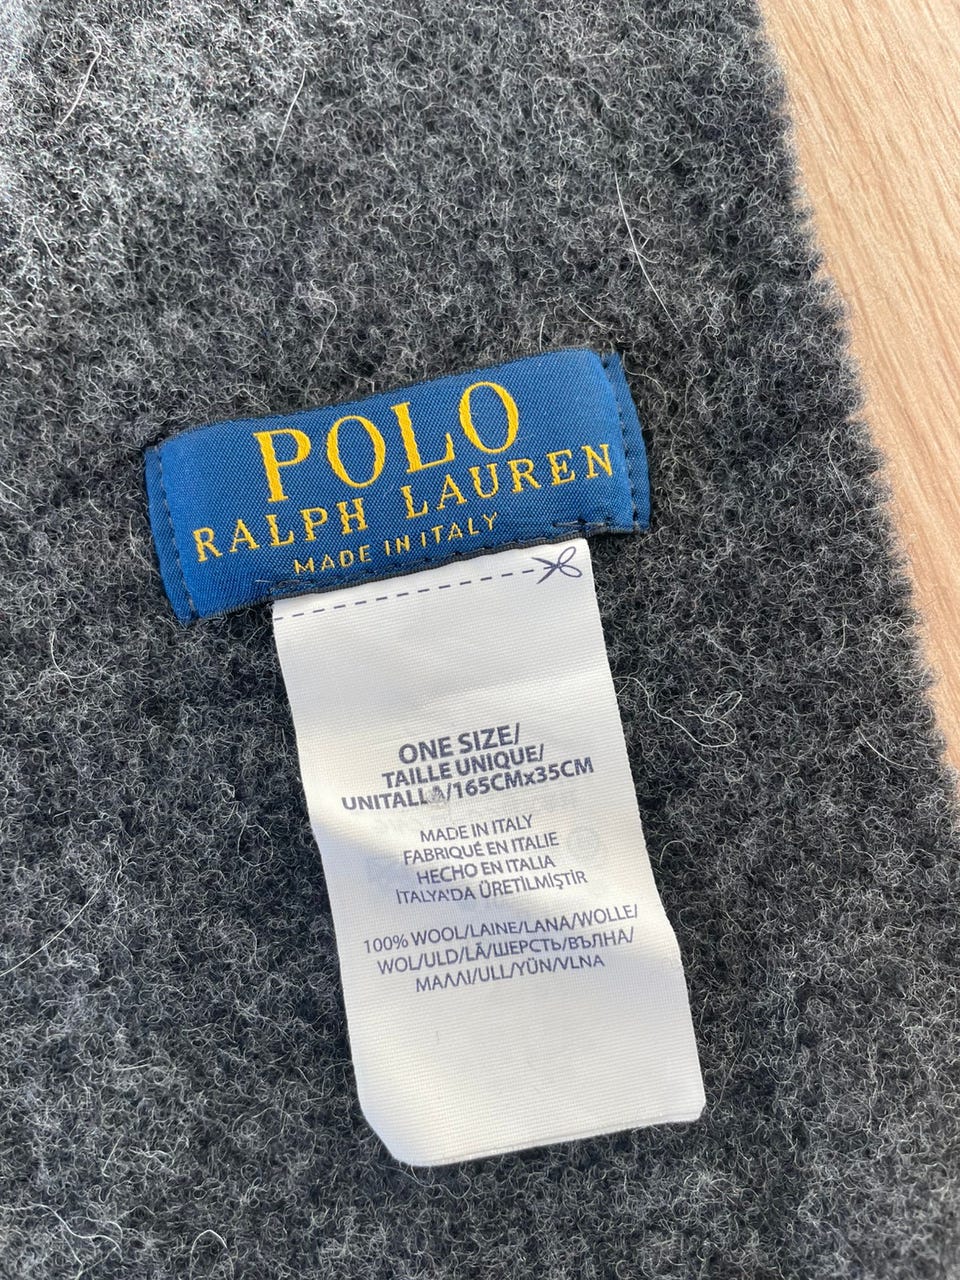 POLO
RALPH LAUREN
MADE IN ITALY
ONE SIZE/
TAILLE UNIQUE/
UNITALLA/165CMx35CM
MADE IN ITALY
FABRIQUÉ EN ITALIE
HECHO EN ITALIA
İTALYA'DA ÜRETİLMİŞTİR
100% WOOL/LAINE/LANA/WOLLE/
WOL/ULD/LÃ/ШЕРСТЬ/ВЪЛНА/
ΜΑΛΛΙ/ULL/YÜN/VLNA